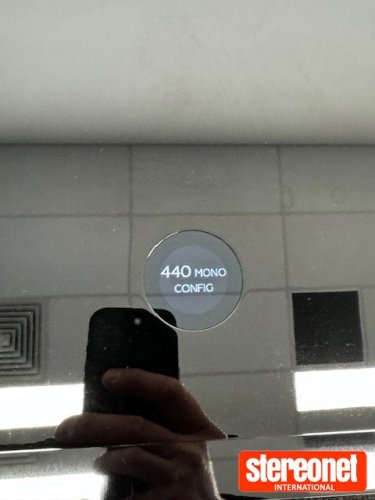 440 MONO
CONFIG
stereonet
INTERNATIONAL